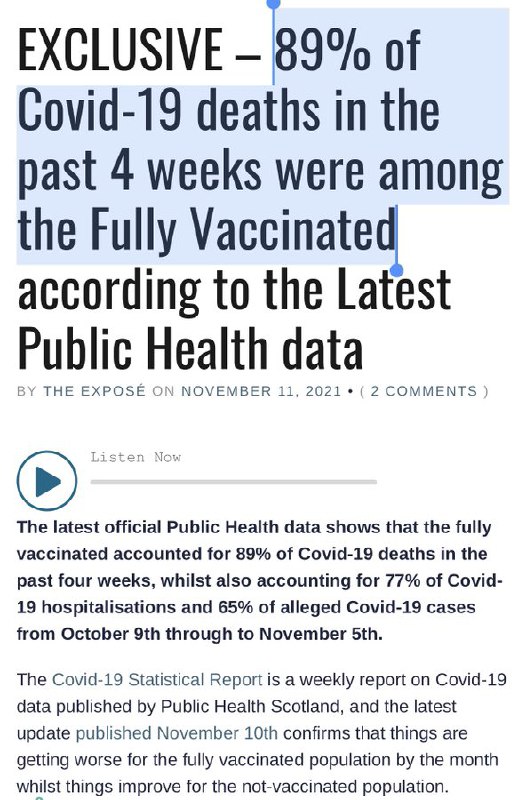 EXCLUSIVE – 89% of
Covid-19 deaths in the
past 4 weeks were among
the Fully Vaccinated
according to the Latest
Public Health data
BY THE EXPOSÉ ON NOVEMBER 11, 2021 • ( 2 COMMENTS )
Listen Now
The latest official Public Health data shows that the fully
vaccinated accounted for 89% of Covid-19 deaths in the
past four weeks, whilst also accounting for 77% of Covid-
19 hospitalisations and 65% of alleged Covid-19 cases
from October 9th through to November 5th.
The Covid-19 Statistical Report is a weekly report on Covid-19
data published by Public Health Scotland, and the latest
update published November 10th confirms that things are
getting worse for the fully vaccinated population by the month
whilst things improve for the not-vaccinated population.